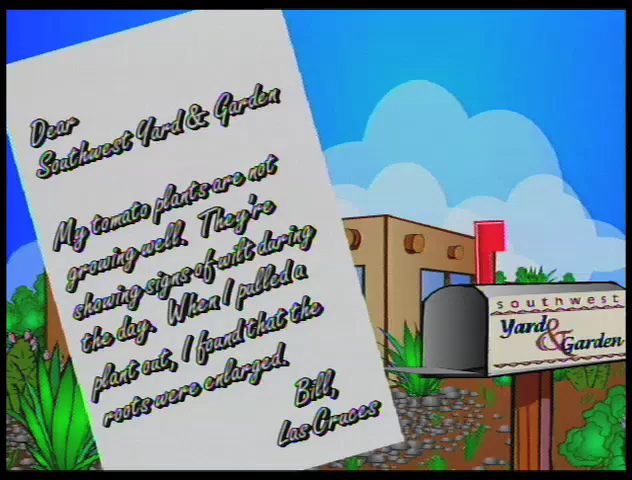 Dear
Southwest Yard & Garden
My tomato plants are not
growing well. They're
showing signs of wilt daring
the day. When I pulled a
plant out, I found that the
roots were enlarged.
Bill,
Las Cruces
southwest
Yard
&
Garden